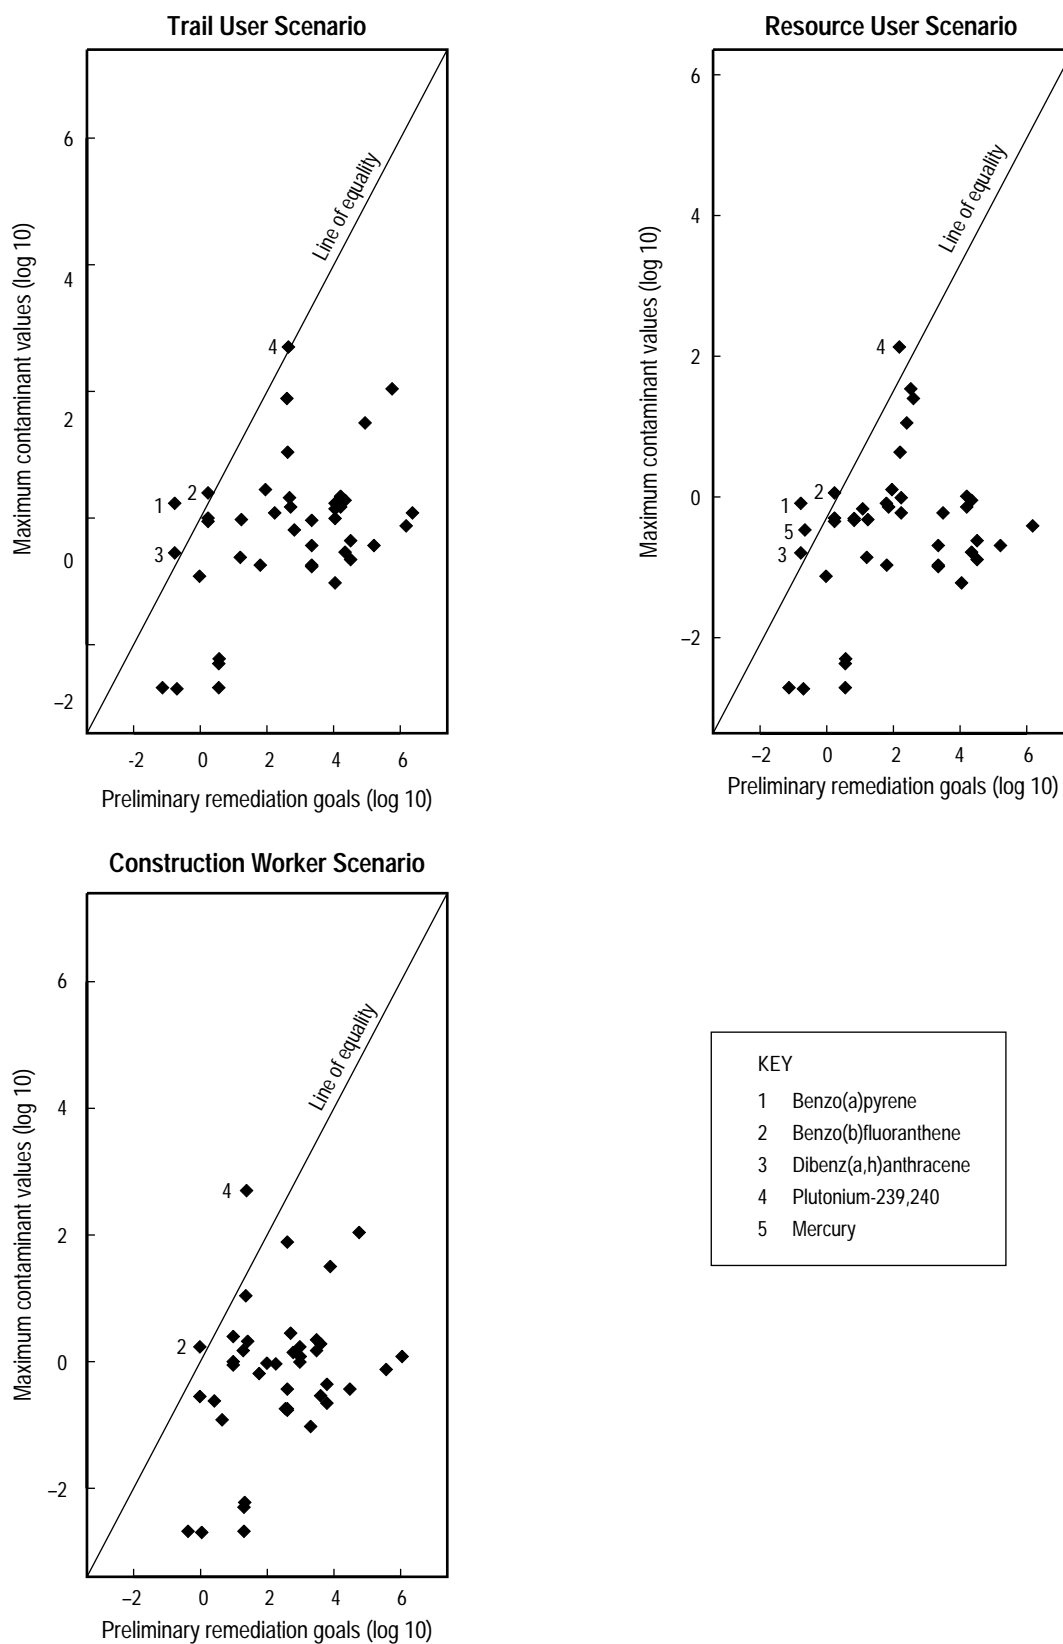 Trail User Scenario
Maximum contaminant values (log 10)
6
4
2
0
–2
Line of equality
4
2
1
3
-2 0 2 4 6
Preliminary remediation goals (log 10)
Resource User Scenario
Maximum contaminant values (log 10)
6
4
2
0
–2
Line of equality
4
2
1
5
3
–2 0 2 4 6
Preliminary remediation goals (log 10)
Construction Worker Scenario
Maximum contaminant values (log 10)
6
4
2
0
–2
Line of equality
4
2
–2 0 2 4 6
Preliminary remediation goals (log 10)
KEY
1 Benzo(a)pyrene
2 Benzo(b)fluoranthene
3 Dibenz(a,h)anthracene
4 Plutonium-239,240
5 Mercury